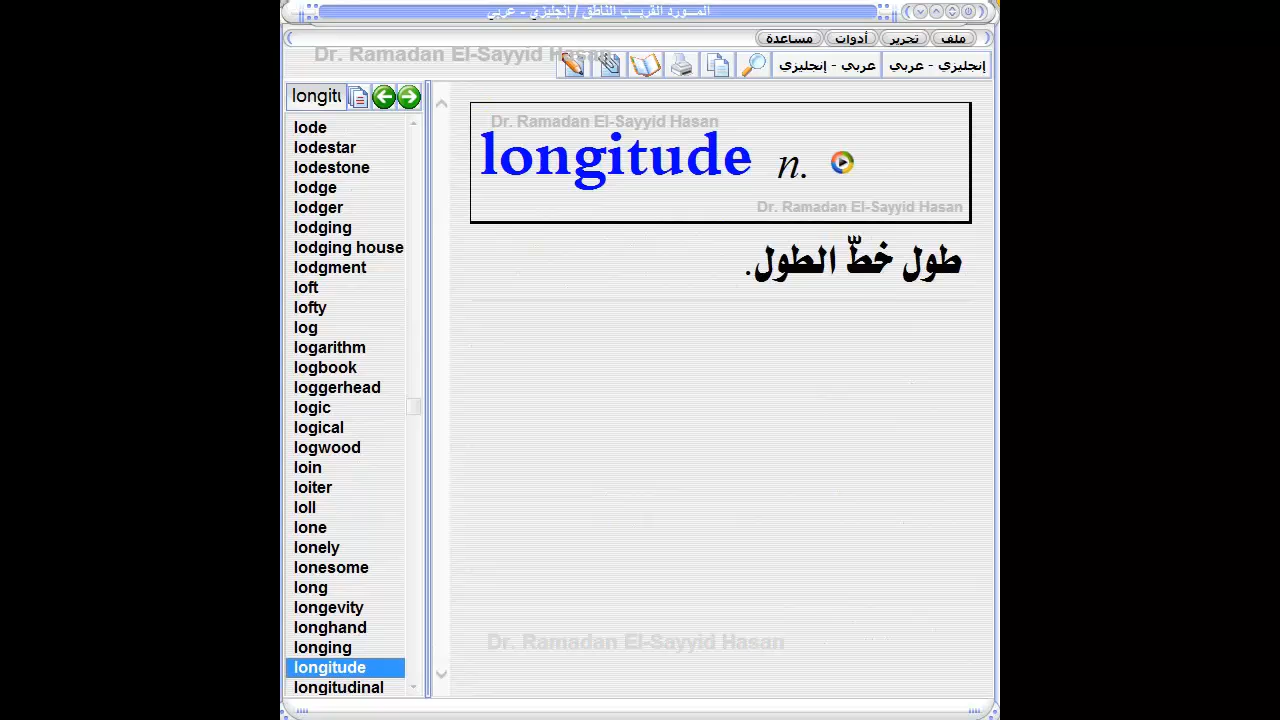 المـورد القريـب الناطق / إنجليزي - عربي
ملف تحرير أدوات مساعدة
Dr. Ramadan El-Sayyid Hasan
إنجليزي - عربي عربي - إنجليزي
longitu
lode
lodestar
lodestone
lodge
lodger
lodging
lodging house
lodgment
loft
lofty
log
logarithm
logbook
loggerhead
logic
logical
logwood
loin
loiter
loll
lone
lonely
lonesome
long
longevity
longhand
longing
longitude
longitudinal
Dr. Ramadan El-Sayyid Hasan
longitude n.
Dr. Ramadan El-Sayyid Hasan
طول خطّ الطول.
Dr. Ramadan El-Sayyid Hasan